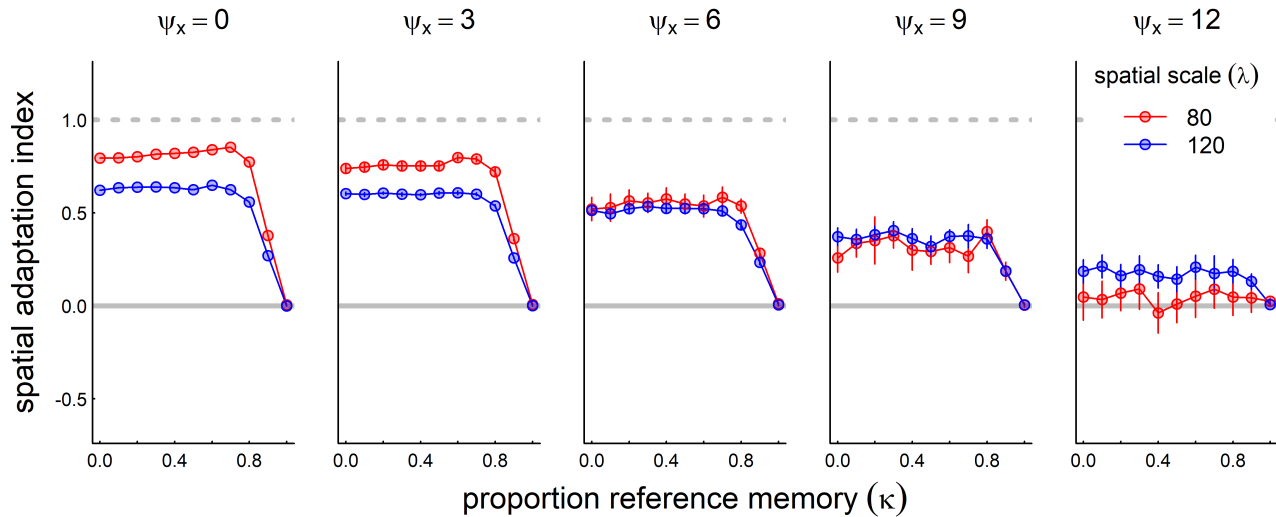 ψx = 0 ψx = 3 ψx = 6 ψx = 9 ψx = 12
spatial adaptation index
1.0
0.5
0.0
-0.5
spatial scale (λ)
80
120
0.0 0.4 0.8 0.0 0.4 0.8 0.0 0.4 0.8 0.0 0.4 0.8 0.0 0.4 0.8
proportion reference memory (κ)